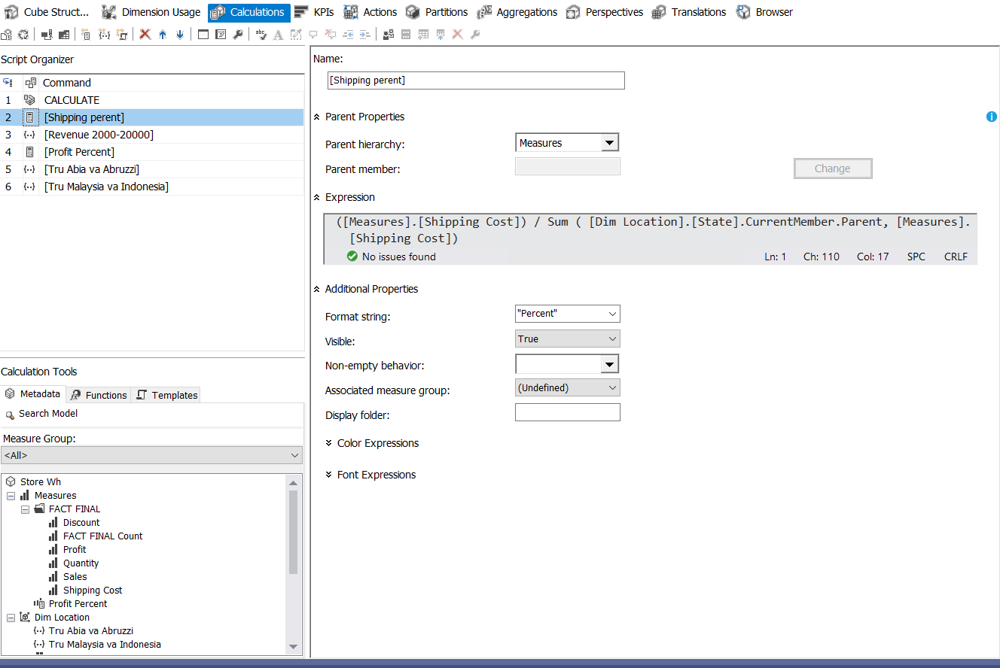 Cube Struct... Dimension Usage Calculations KPIs Actions Partitions Aggregations Perspectives Translations Browser
Script Organizer
Command
1 CALCULATE
2 [Shipping perent]
3 [Revenue 2000-20000]
4 [Profit Percent]
5 [Tru Abia va Abruzzi]
6 [Tru Malaysia va Indonesia]
Calculation Tools
Metadata Functions Templates
Search Model
Measure Group:
<All>
Store Wh
Measures
FACT FINAL
Discount
FACT FINAL Count
Profit
Quantity
Sales
Shipping Cost
Profit Percent
Dim Location
Tru Abia va Abruzzi
Tru Malaysia va Indonesia
Name:
[Shipping perent]
Parent Properties
Parent hierarchy: Measures
Parent member: Change
Expression
([Measures].[Shipping Cost]) / Sum ( [Dim Location].[State].CurrentMember.Parent, [Measures].
[Shipping Cost])
No issues found Ln: 1 Ch: 110 Col: 17 SPC CRLF
Additional Properties
Format string: "Percent"
Visible: True
Non-empty behavior:
Associated measure group: (Undefined)
Display folder:
Color Expressions
Font Expressions